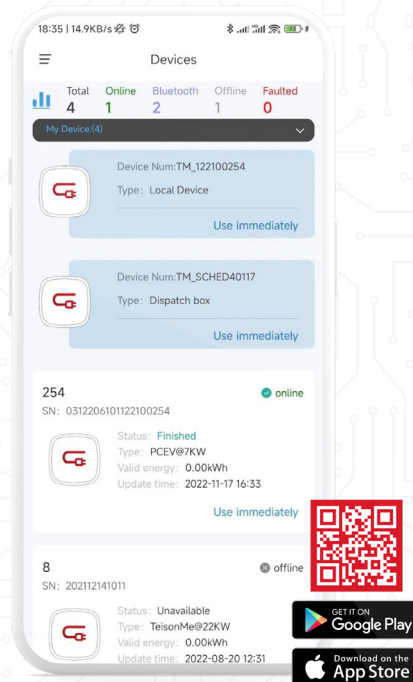 18:35 | 14.9KB/s
Devices
Total Online Bluetooth Offline Faulted
4 1 2 1 0
My Device:(4)
Device Num:TM_122100254
Type: Local Device
Use immediately
Device Num:TM_SCHED40117
Type: Dispatch box
Use immediately
254 online
SN: 0312206101122100254
Status: Finished
Type: PCEV@7KW
Valid energy: 0.00kWh
Update time: 2022-11-17 16:33
Use immediately
8 offline
SN: 202112141011
Status: Unavailable
Type: TeisonMe@22KW
Valid energy: 0.00kWh
Update time: 2022-08-20 12:31
GET IT ON
Google Play
Download on the
App Store